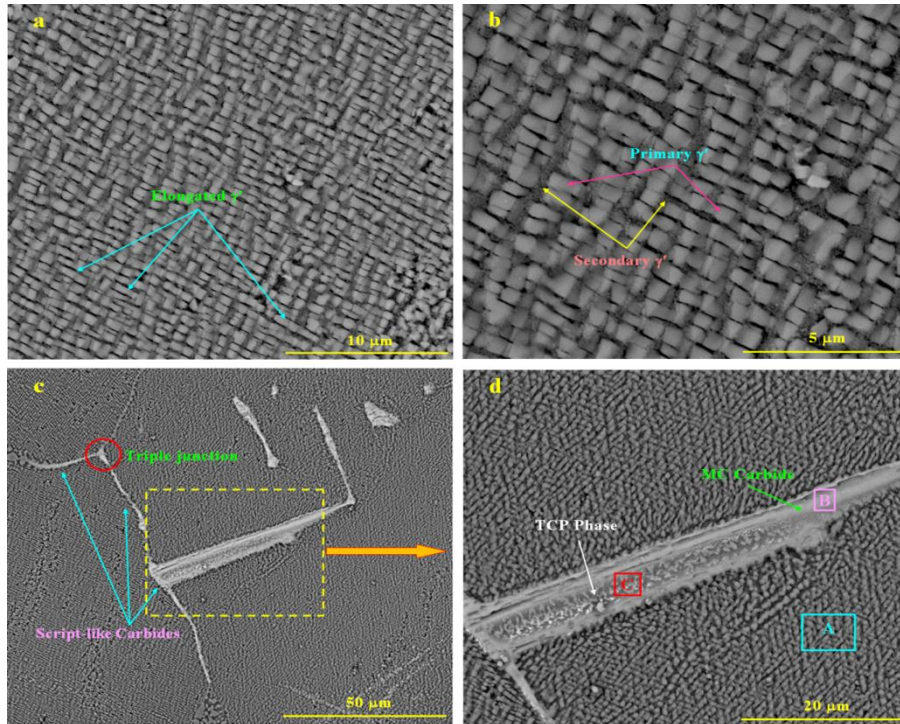 a
Elongated γ'
10 μm
b
Primary γ'
Secondary γ'
5 μm
c
Triple junction
Script-like Carbides
50 μm
d
MC Carbide
TCP Phase
B
C
A
20 μm